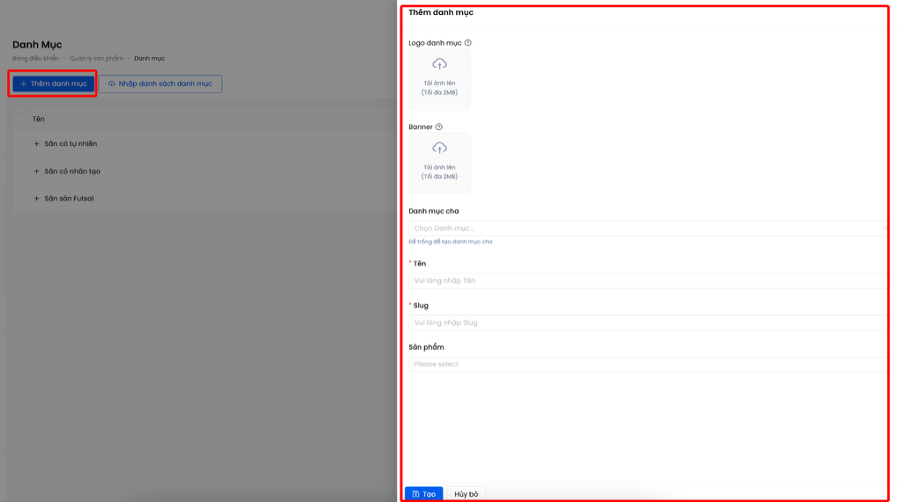 Danh Mục
Bảng điều khiển - Quản lý sản phẩm - Danh mục
+ Thêm danh mục
Nhập danh sách danh mục
Tên
+ Sân cỏ tự nhiên
+ Sân cỏ nhân tạo
+ Sân sàn Futsal
Thêm danh mục
Logo danh mục
Tải ảnh lên
(Tối đa 2MB)
Banner
Tải ảnh lên
(Tối đa 2MB)
Danh mục cha
Chọn Danh mục...
Để trống để tạo danh mục cha
* Tên
Vui lòng nhập Tên
* Slug
Vui lòng nhập Slug
Sản phẩm
Please select
Tạo
Hủy bỏ